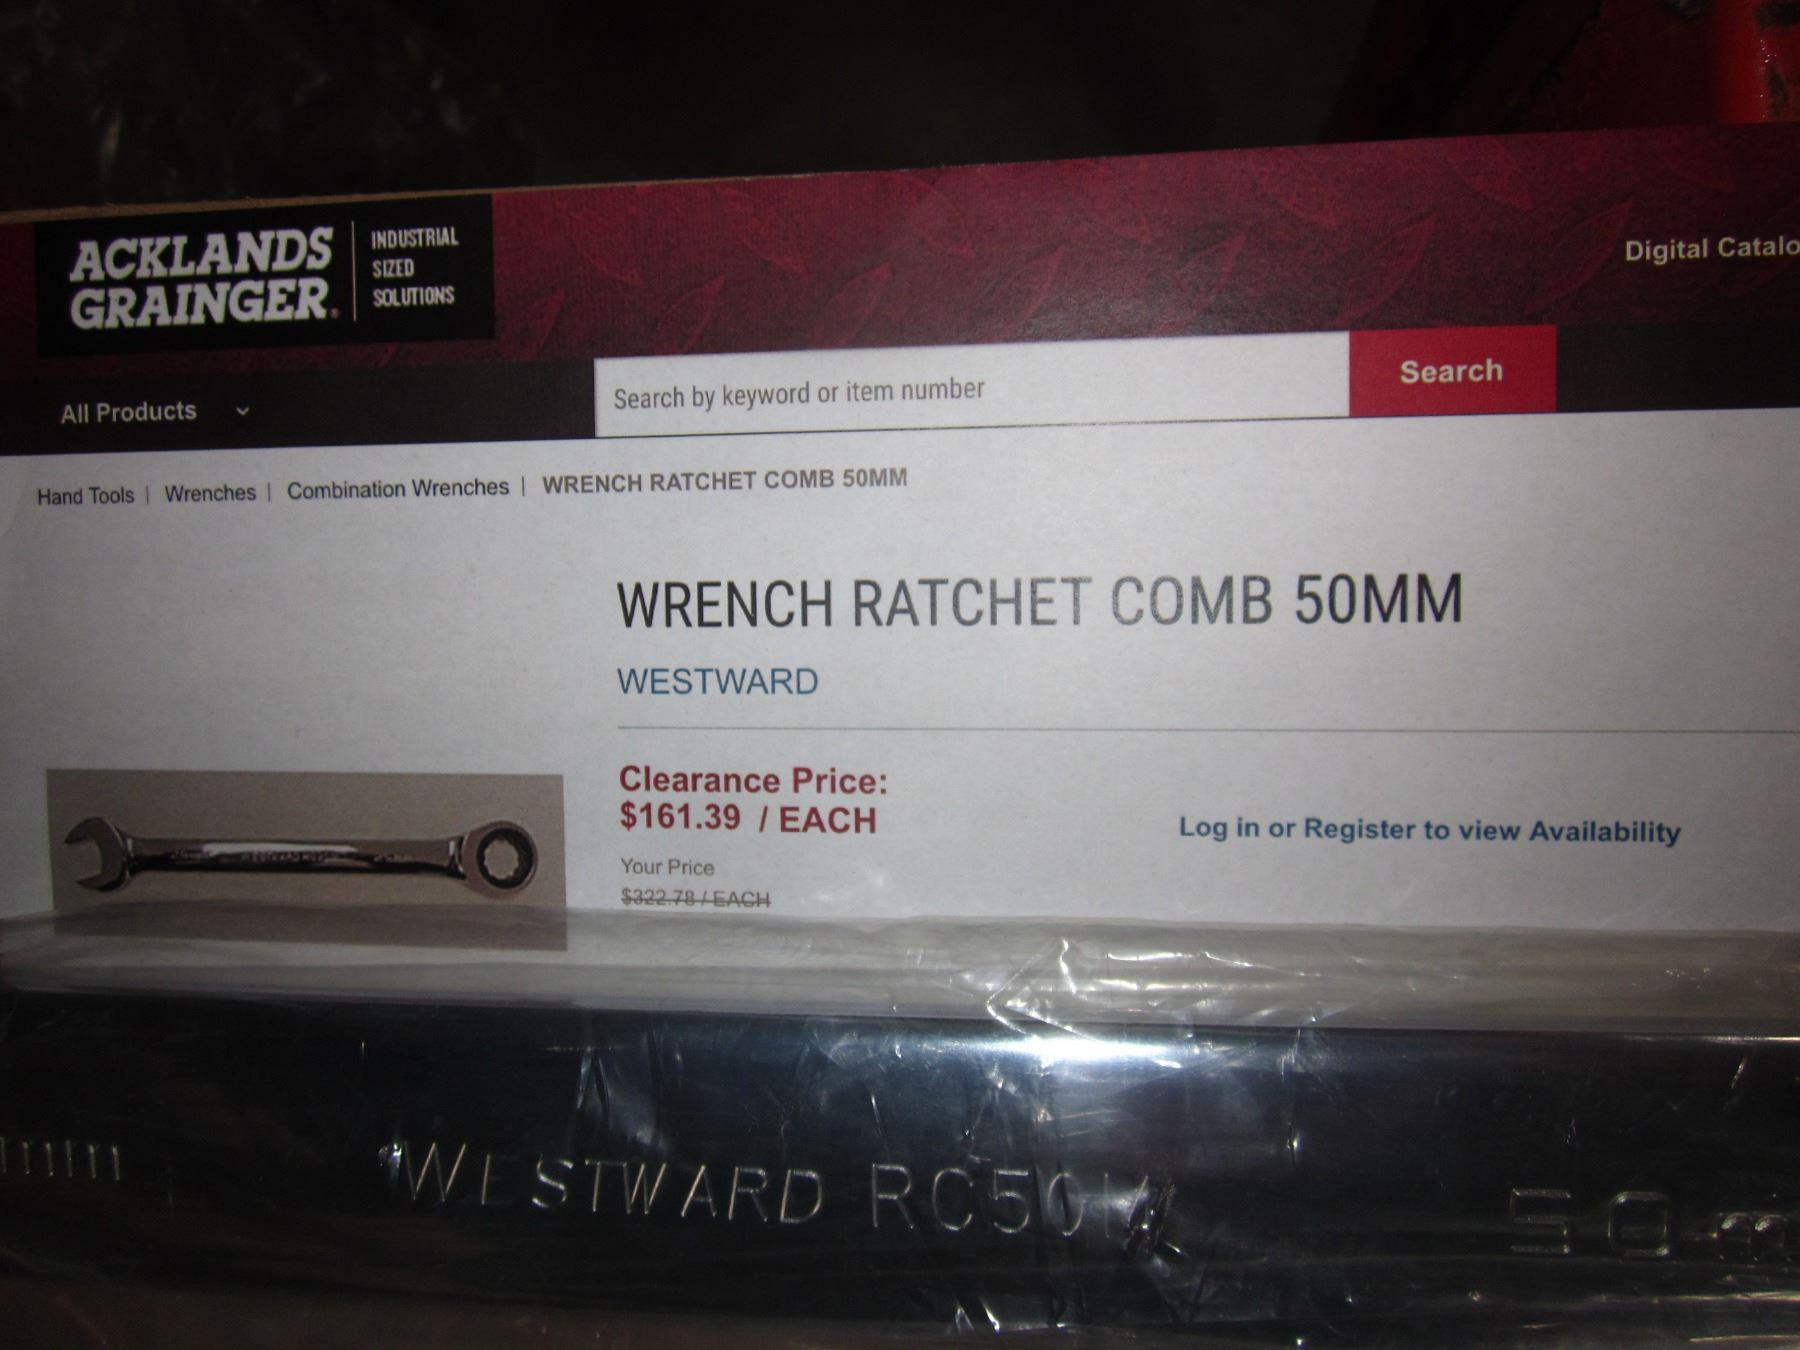 ACKLANDS
GRAINGER
INDUSTRIAL
SIZED
SOLUTIONS
Digital Catalo
All Products
Search by keyword or item number
Search
Hand Tools | Wrenches | Combination Wrenches | WRENCH RATCHET COMB 50MM
WRENCH RATCHET COMB 50MM
WESTWARD
Clearance Price:
$161.39 / EACH
Log in or Register to view Availability
Your Price
$322.78 / EACH
WESTWARD RC50M 50m